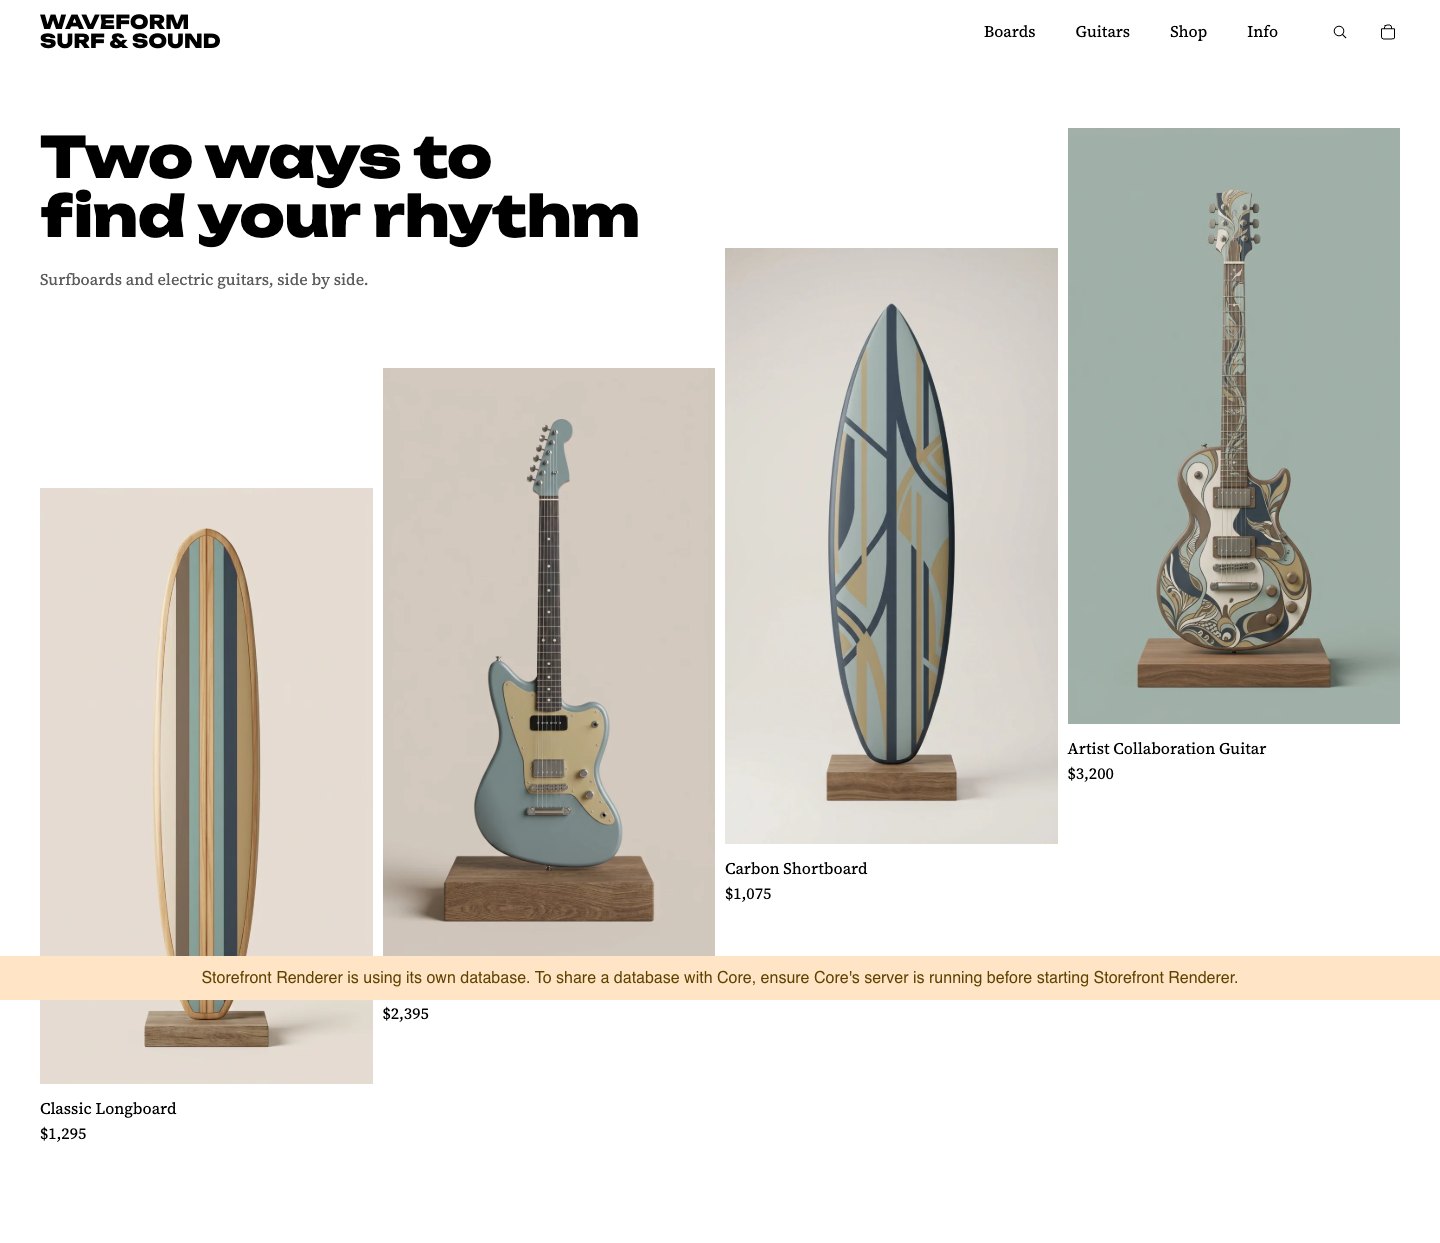 WAVEFORM
SURF & SOUND
Boards
Guitars
Shop
Info
Two ways to
find your rhythm
Surfboards and electric guitars, side by side.
Artist Collaboration Guitar
$3,200
Carbon Shortboard
$1,075
Storefront Renderer is using its own database. To share a database with Core, ensure Core's server is running before starting Storefront Renderer.
$2,395
Classic Longboard
$1,295